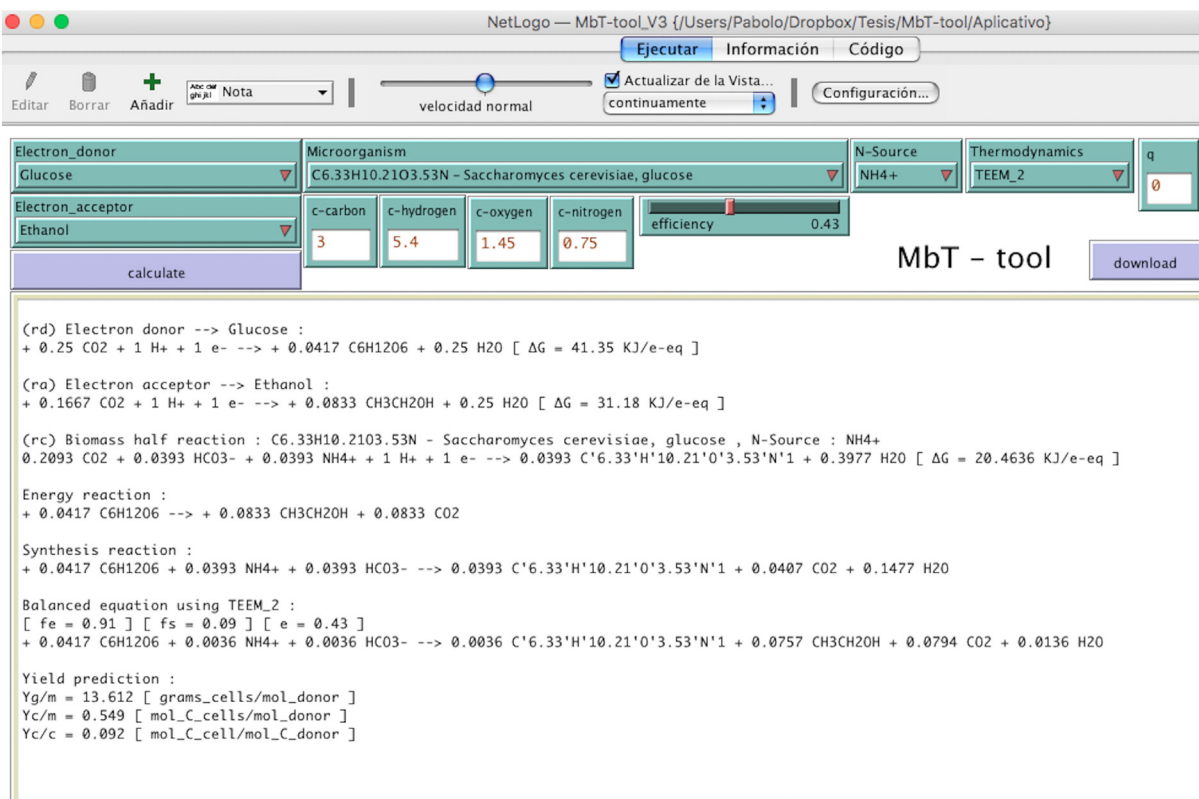 NetLogo — MbT-tool_V3 {/Users/Pabolo/Dropbox/Tesis/MbT-tool/Aplicativo}
Ejecutar Información Código
Editar Borrar Añadir
Abc def ghi jkl Nota
velocidad normal
Actualizar de la Vista...
continuamente
Configuración...
Electron_donor
Glucose
Microorganism
C6.33H10.21O3.53N – Saccharomyces cerevisiae, glucose
N-Source
NH4+
Thermodynamics
TEEM_2
q
0
Electron_acceptor
Ethanol
c-carbon
3
c-hydrogen
5.4
c-oxygen
1.45
c-nitrogen
0.75
efficiency 0.43
calculate
MbT – tool
download
(rd) Electron donor --> Glucose :
+ 0.25 CO2 + 1 H+ + 1 e- --> + 0.0417 C6H12O6 + 0.25 H2O [ ΔG = 41.35 KJ/e-eq ]
(ra) Electron acceptor --> Ethanol :
+ 0.1667 CO2 + 1 H+ + 1 e- --> + 0.0833 CH3CH2OH + 0.25 H2O [ ΔG = 31.18 KJ/e-eq ]
(rc) Biomass half reaction : C6.33H10.21O3.53N - Saccharomyces cerevisiae, glucose , N-Source : NH4+
0.2093 CO2 + 0.0393 HCO3- + 0.0393 NH4+ + 1 H+ + 1 e- --> 0.0393 C'6.33'H'10.21'O'3.53'N'1 + 0.3977 H2O [ ΔG = 20.4636 KJ/e-eq ]
Energy reaction :
+ 0.0417 C6H12O6 --> + 0.0833 CH3CH2OH + 0.0833 CO2
Synthesis reaction :
+ 0.0417 C6H12O6 + 0.0393 NH4+ + 0.0393 HCO3- --> 0.0393 C'6.33'H'10.21'O'3.53'N'1 + 0.0407 CO2 + 0.1477 H2O
Balanced equation using TEEM_2 :
[ fe = 0.91 ] [ fs = 0.09 ] [ e = 0.43 ]
+ 0.0417 C6H12O6 + 0.0036 NH4+ + 0.0036 HCO3- --> 0.0036 C'6.33'H'10.21'O'3.53'N'1 + 0.0757 CH3CH2OH + 0.0794 CO2 + 0.0136 H2O
Yield prediction :
Yg/m = 13.612 [ grams_cells/mol_donor ]
Yc/m = 0.549 [ mol_C_cells/mol_donor ]
Yc/c = 0.092 [ mol_C_cell/mol_C_donor ]